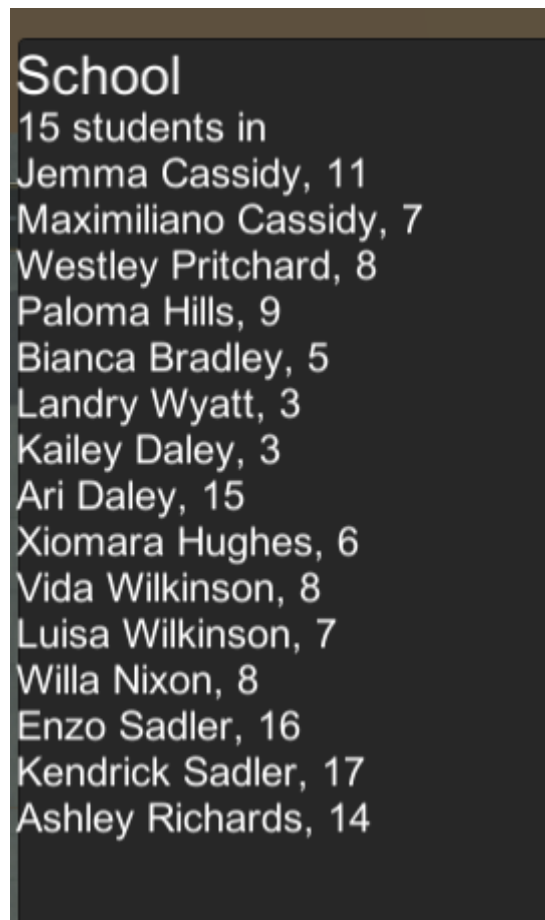 School
15 students in
Jemma Cassidy, 11
Maximiliano Cassidy, 7
Westley Pritchard, 8
Paloma Hills, 9
Bianca Bradley, 5
Landry Wyatt, 3
Kailey Daley, 3
Ari Daley, 15
Xiomara Hughes, 6
Vida Wilkinson, 8
Luisa Wilkinson, 7
Willa Nixon, 8
Enzo Sadler, 16
Kendrick Sadler, 17
Ashley Richards, 14